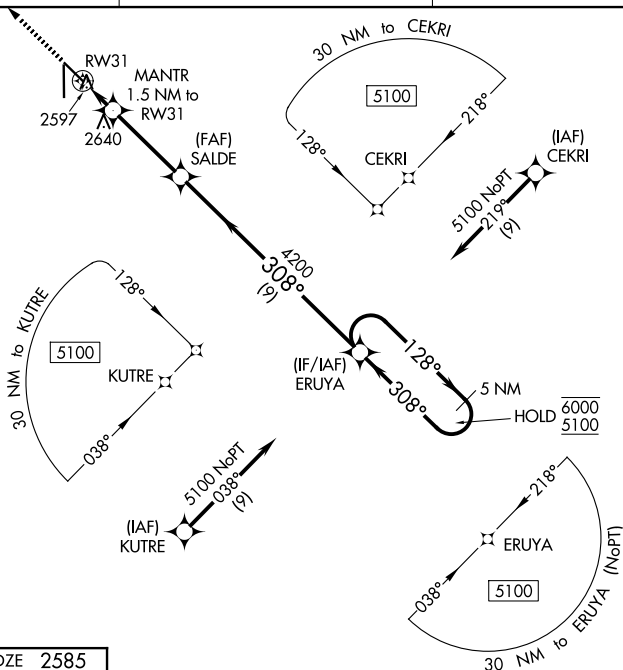 RW31
MANTR
1.5 NM to
RW31
2597
2640
(FAF)
SALDE
30 NM to CEKRI
5100
218°
128°
CEKRI
(IAF)
CEKRI
5100 NoPT
219°
(9)
4200
308°
(9)
30 NM to KUTRE
128°
5100
KUTRE
038°
(IF/IAF)
ERUYA
128°
308°
5 NM
HOLD
6000
5100
5100 NoPT
038°
(9)
(IAF)
KUTRE
218°
ERUYA
038°
5100
30 NM to ERUYA (NoPT)
DZE 2585